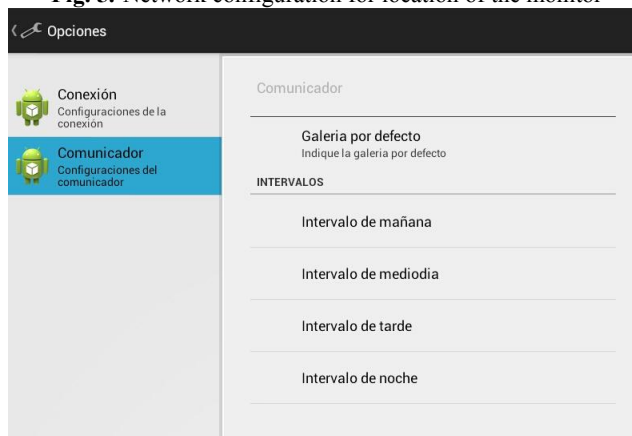 Fig. 5. Network configuration for location of the monitor
Opciones
Conexión
Configuraciones de la
conexión
Comunicador
Configuraciones del
comunicador
Comunicador
Galeria por defecto
Indique la galeria por defecto
INTERVALOS
Intervalo de mañana
Intervalo de mediodia
Intervalo de tarde
Intervalo de noche